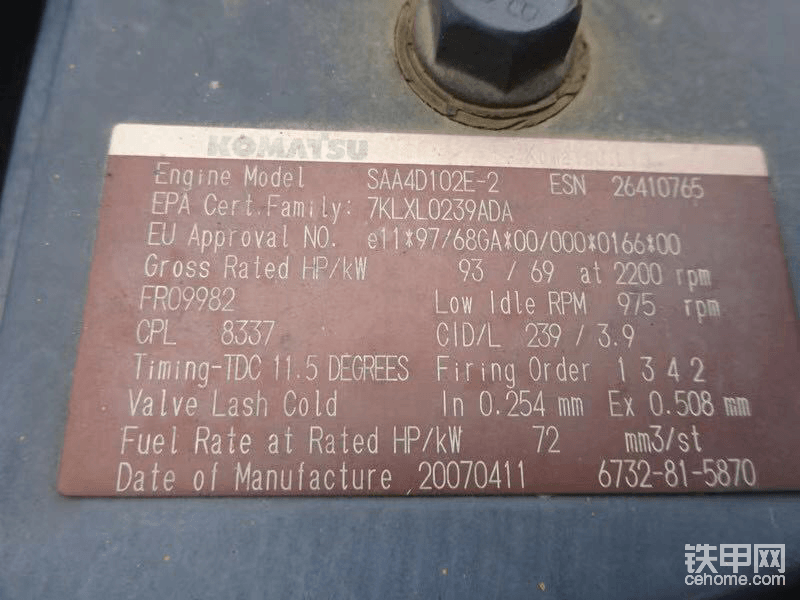 KOMATSU
Engine Model SAA4D102E-2 ESN 26410765
EPA Cert.Family: 7KLXL0239ADA
EU Approval NO. e11*97/68GA*00/000*0166*00
Gross Rated HP/kW 93 / 69 at 2200 rpm
FR09982 Low Idle RPM 975 rpm
CPL 8337 CID/L 239 / 3.9
Timing-TDC 11.5 DEGREES Firing Order 1 3 4 2
Valve Lash Cold In 0.254 mm Ex 0.508 mm
Fuel Rate at Rated HP/kW 72 mm3/st
Date of Manufacture 20070411 6732-81-5870
铁甲网
cehome.com